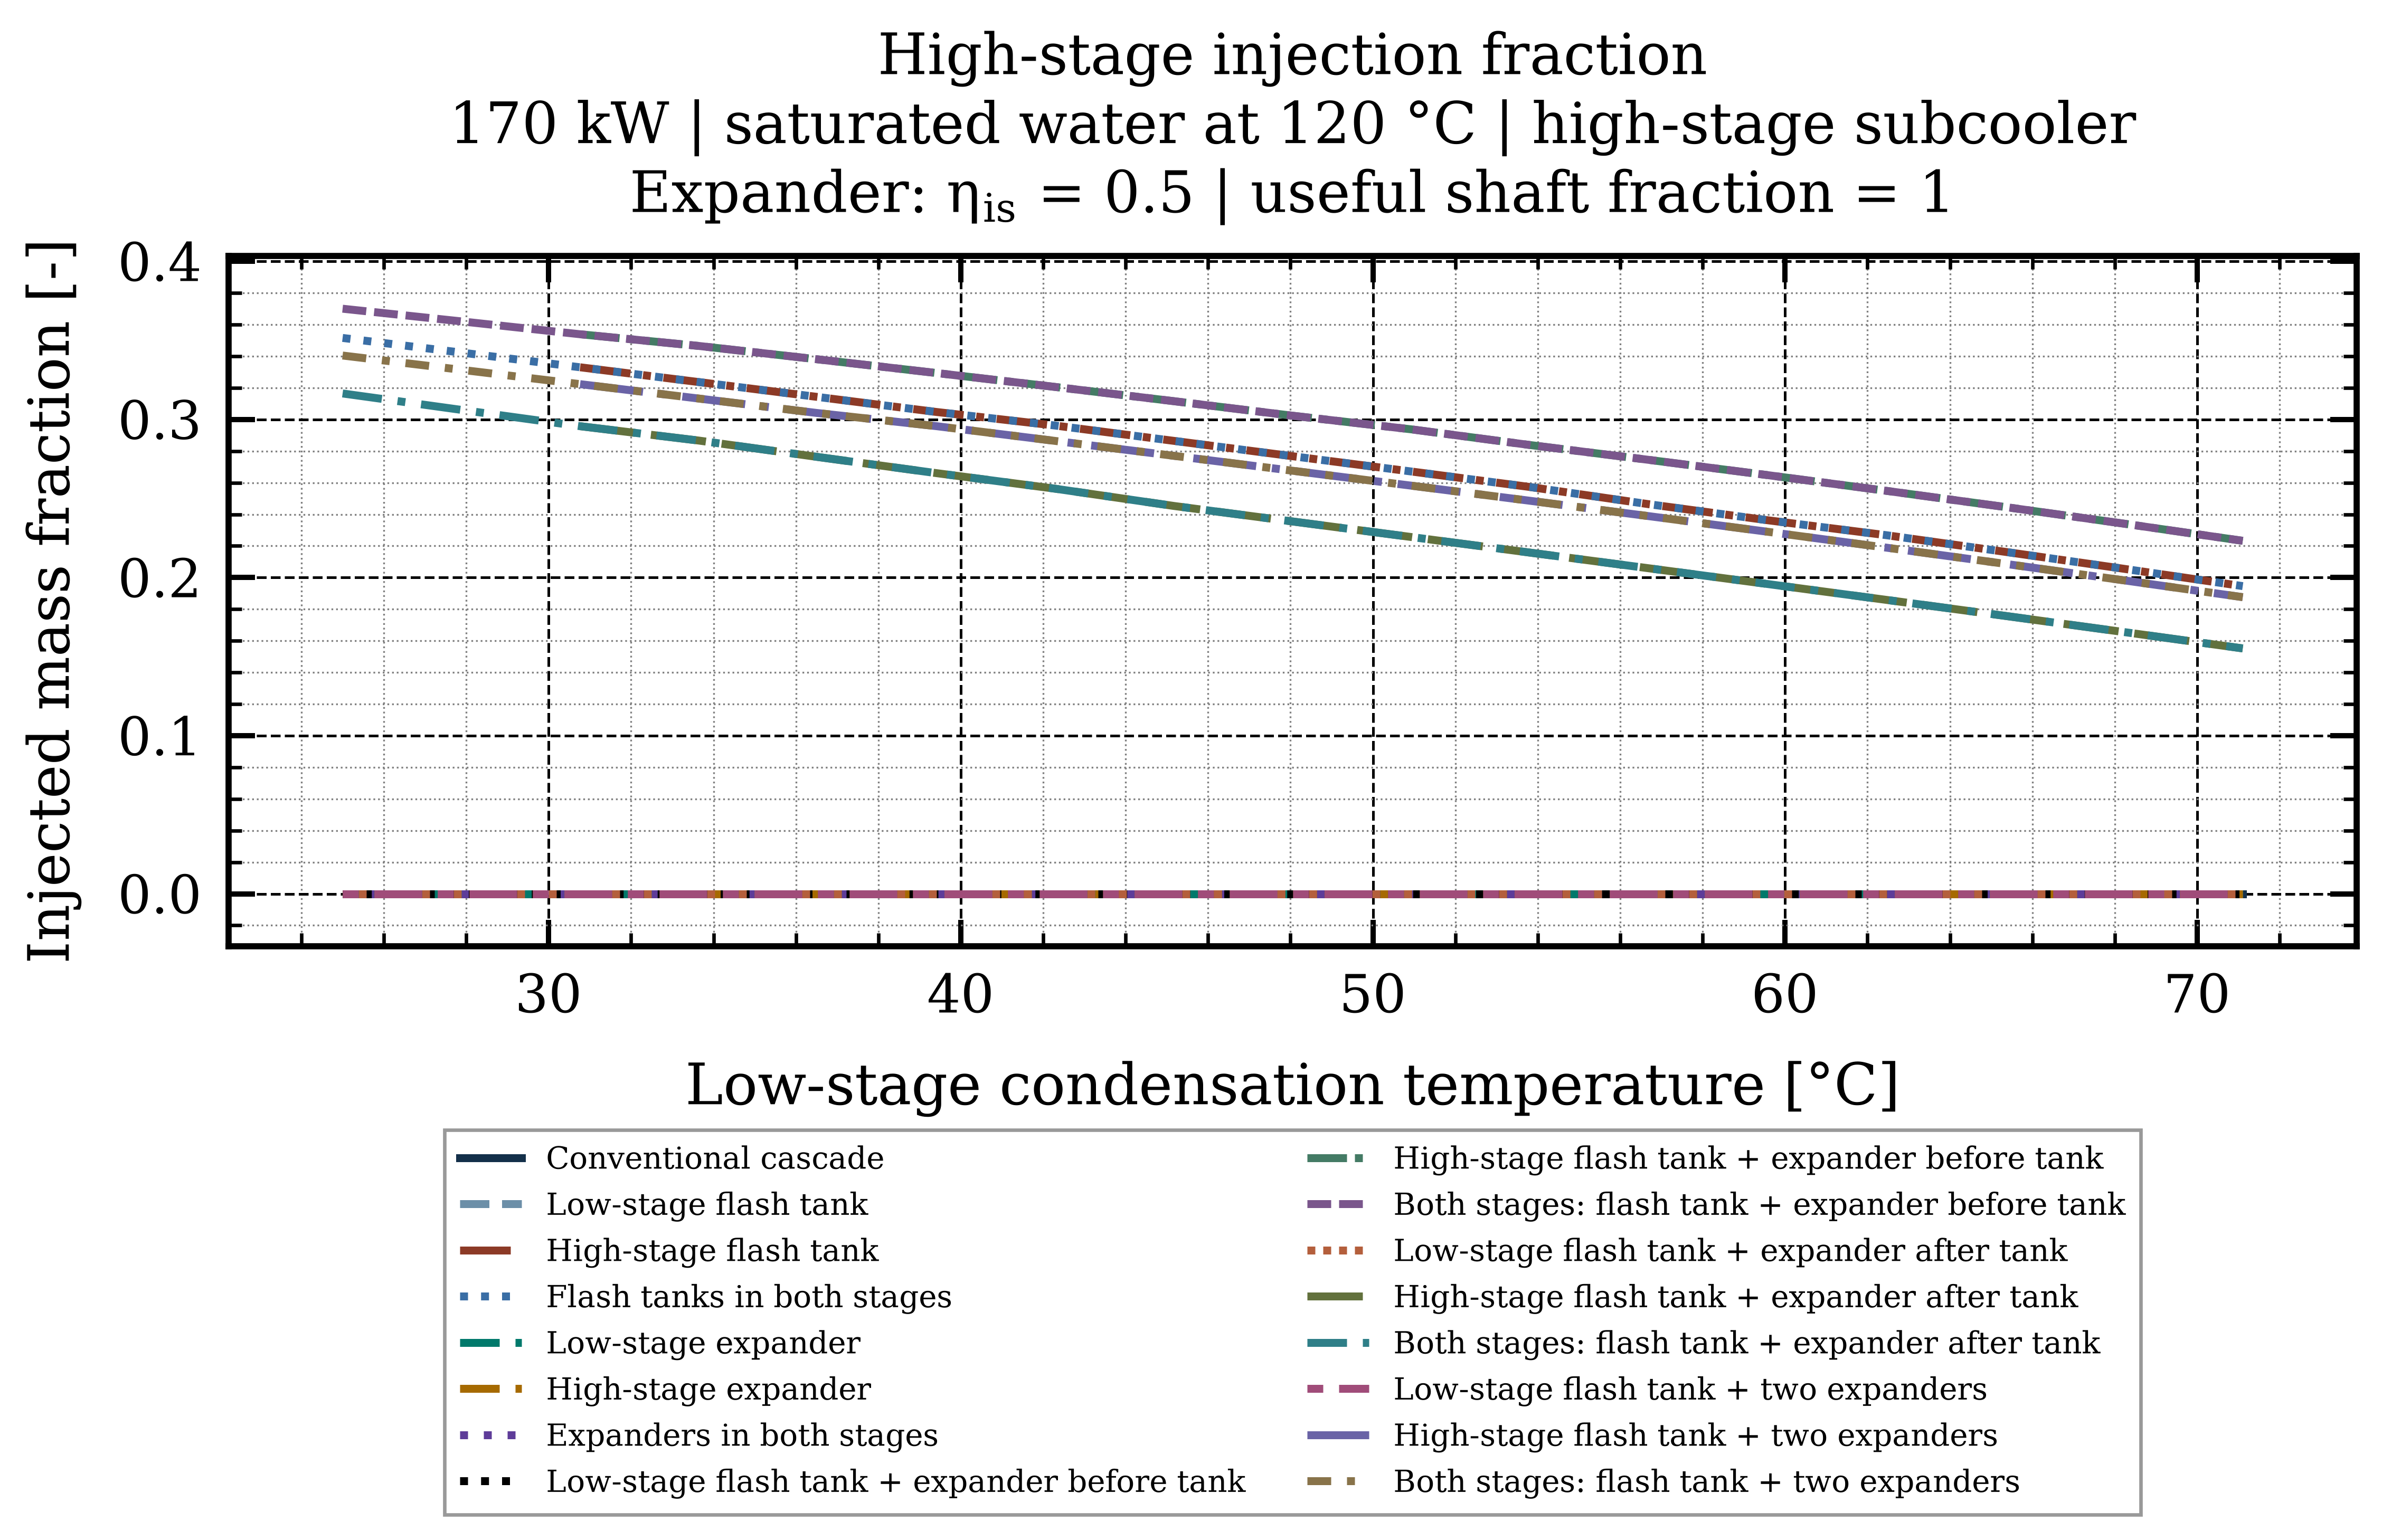 High-stage injection fraction
170 kW | saturated water at 120 °C | high-stage subcooler
Expander: ηis = 0.5 | useful shaft fraction = 1
Injected mass fraction [-]
0.4
0.3
0.2
0.1
0.0
30 40 50 60 70
Low-stage condensation temperature [°C]
Conventional cascade
Low-stage flash tank
High-stage flash tank
Flash tanks in both stages
Low-stage expander
High-stage expander
Expanders in both stages
Low-stage flash tank + expander before tank
High-stage flash tank + expander before tank
Both stages: flash tank + expander before tank
Low-stage flash tank + expander after tank
High-stage flash tank + expander after tank
Both stages: flash tank + expander after tank
Low-stage flash tank + two expanders
High-stage flash tank + two expanders
Both stages: flash tank + two expanders